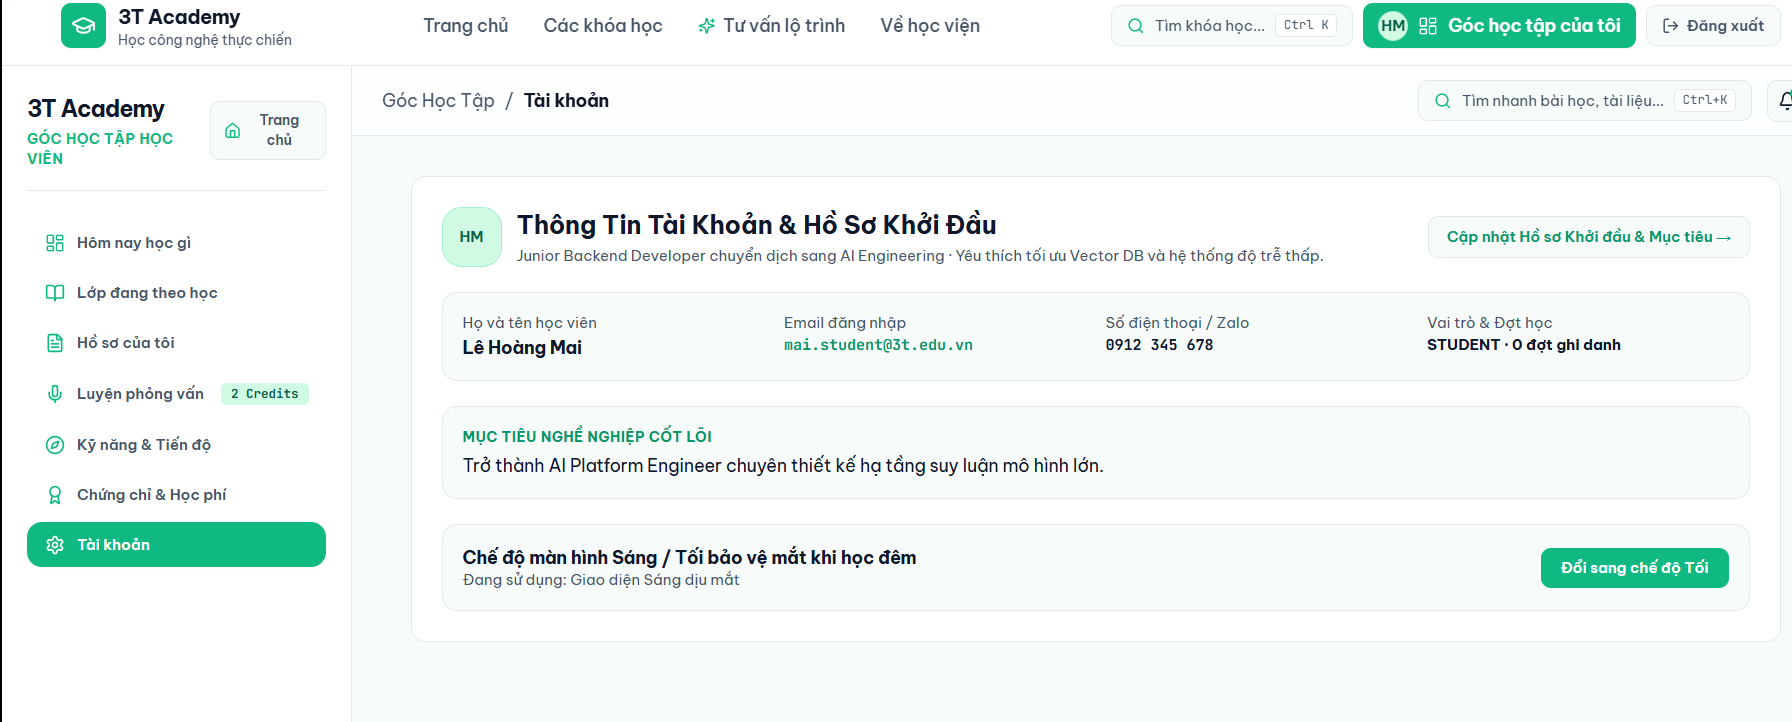 3T Academy
Học công nghệ thực chiến
Trang chủ
Các khóa học
Tư vấn lộ trình
Về học viện
Tìm khóa học...
Ctrl K
HM
Góc học tập của tôi
Đăng xuất
3T Academy
GÓC HỌC TẬP HỌC
VIÊN
Trang
chủ
Hôm nay học gì
Lớp đang theo học
Hồ sơ của tôi
Luyện phỏng vấn
2 Credits
Kỹ năng & Tiến độ
Chứng chỉ & Học phí
Tài khoản
Góc Học Tập / Tài khoản
Tìm nhanh bài học, tài liệu...
Ctrl+K
HM
Thông Tin Tài Khoản & Hồ Sơ Khởi Đầu
Junior Backend Developer chuyển dịch sang AI Engineering · Yêu thích tối ưu Vector DB và hệ thống độ trễ thấp.
Cập nhật Hồ sơ Khởi đầu & Mục tiêu →
Họ và tên học viên
Lê Hoàng Mai
Email đăng nhập
mai.student@3t.edu.vn
Số điện thoại / Zalo
0912 345 678
Vai trò & Đợt học
STUDENT · 0 đợt ghi danh
MỤC TIÊU NGHỀ NGHIỆP CỐT LÕI
Trở thành AI Platform Engineer chuyên thiết kế hạ tầng suy luận mô hình lớn.
Chế độ màn hình Sáng / Tối bảo vệ mắt khi học đêm
Đang sử dụng: Giao diện Sáng dịu mắt
Đổi sang chế độ Tối